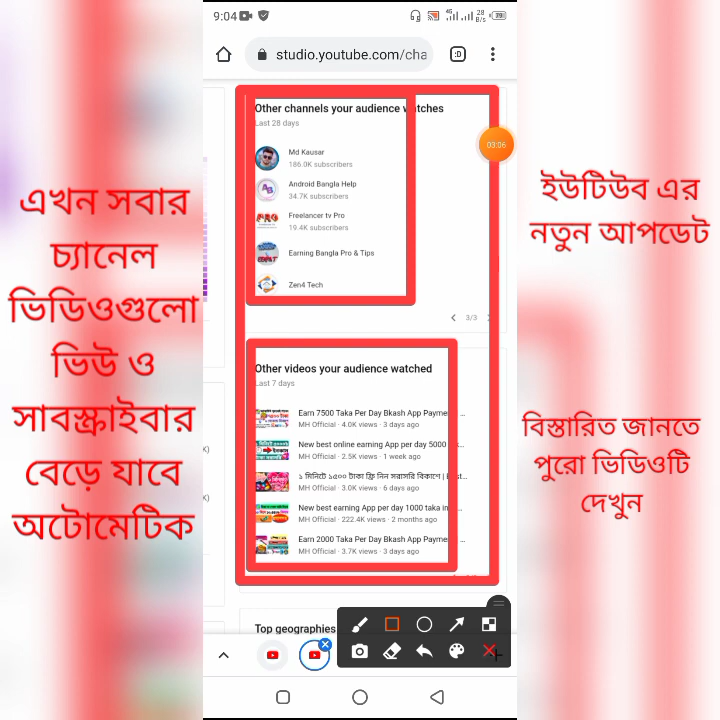 এখন সবার
চ্যানেল
ভিডিওগুলো
ভিউ ও
সাবস্ক্রাইবার
বেড়ে যাবে
অটোমেটিক
9:04
4G
28
B/s
79
studio.youtube.com/cha
:D
Other channels your audience watches
Last 28 days
03:06
Md Kausar
186.0K subscribers
Android Bangla Help
34.7K subscribers
Freelancer tv Pro
19.4K subscribers
Earning Bangla Pro & Tips
Zen4 Tech
3/3
Other videos your audience watched
Last 7 days
Earn 7500 Taka Per Day Bkash App Payme...
MH Official · 4.0K views · 3 days ago
New best online earning App per day 5000 ...
MH Official · 2.5K views · 1 week ago
১ মিনিটে ১৫০০ টাকা ফ্রি নিন সরাসরি বিকাশে |
MH Official · 3.0K views · 6 days ago
New best earning App per day 1000 taka in...
MH Official · 222.4K views · 2 months ago
Earn 2000 Taka Per Day Bkash App Payme...
MH Official · 3.7K views · 3 days ago
Top geographies
ইউটিউব এর
নতুন আপডেট
বিস্তারিত জানতে
পুরো ভিডিওটি
দেখুন